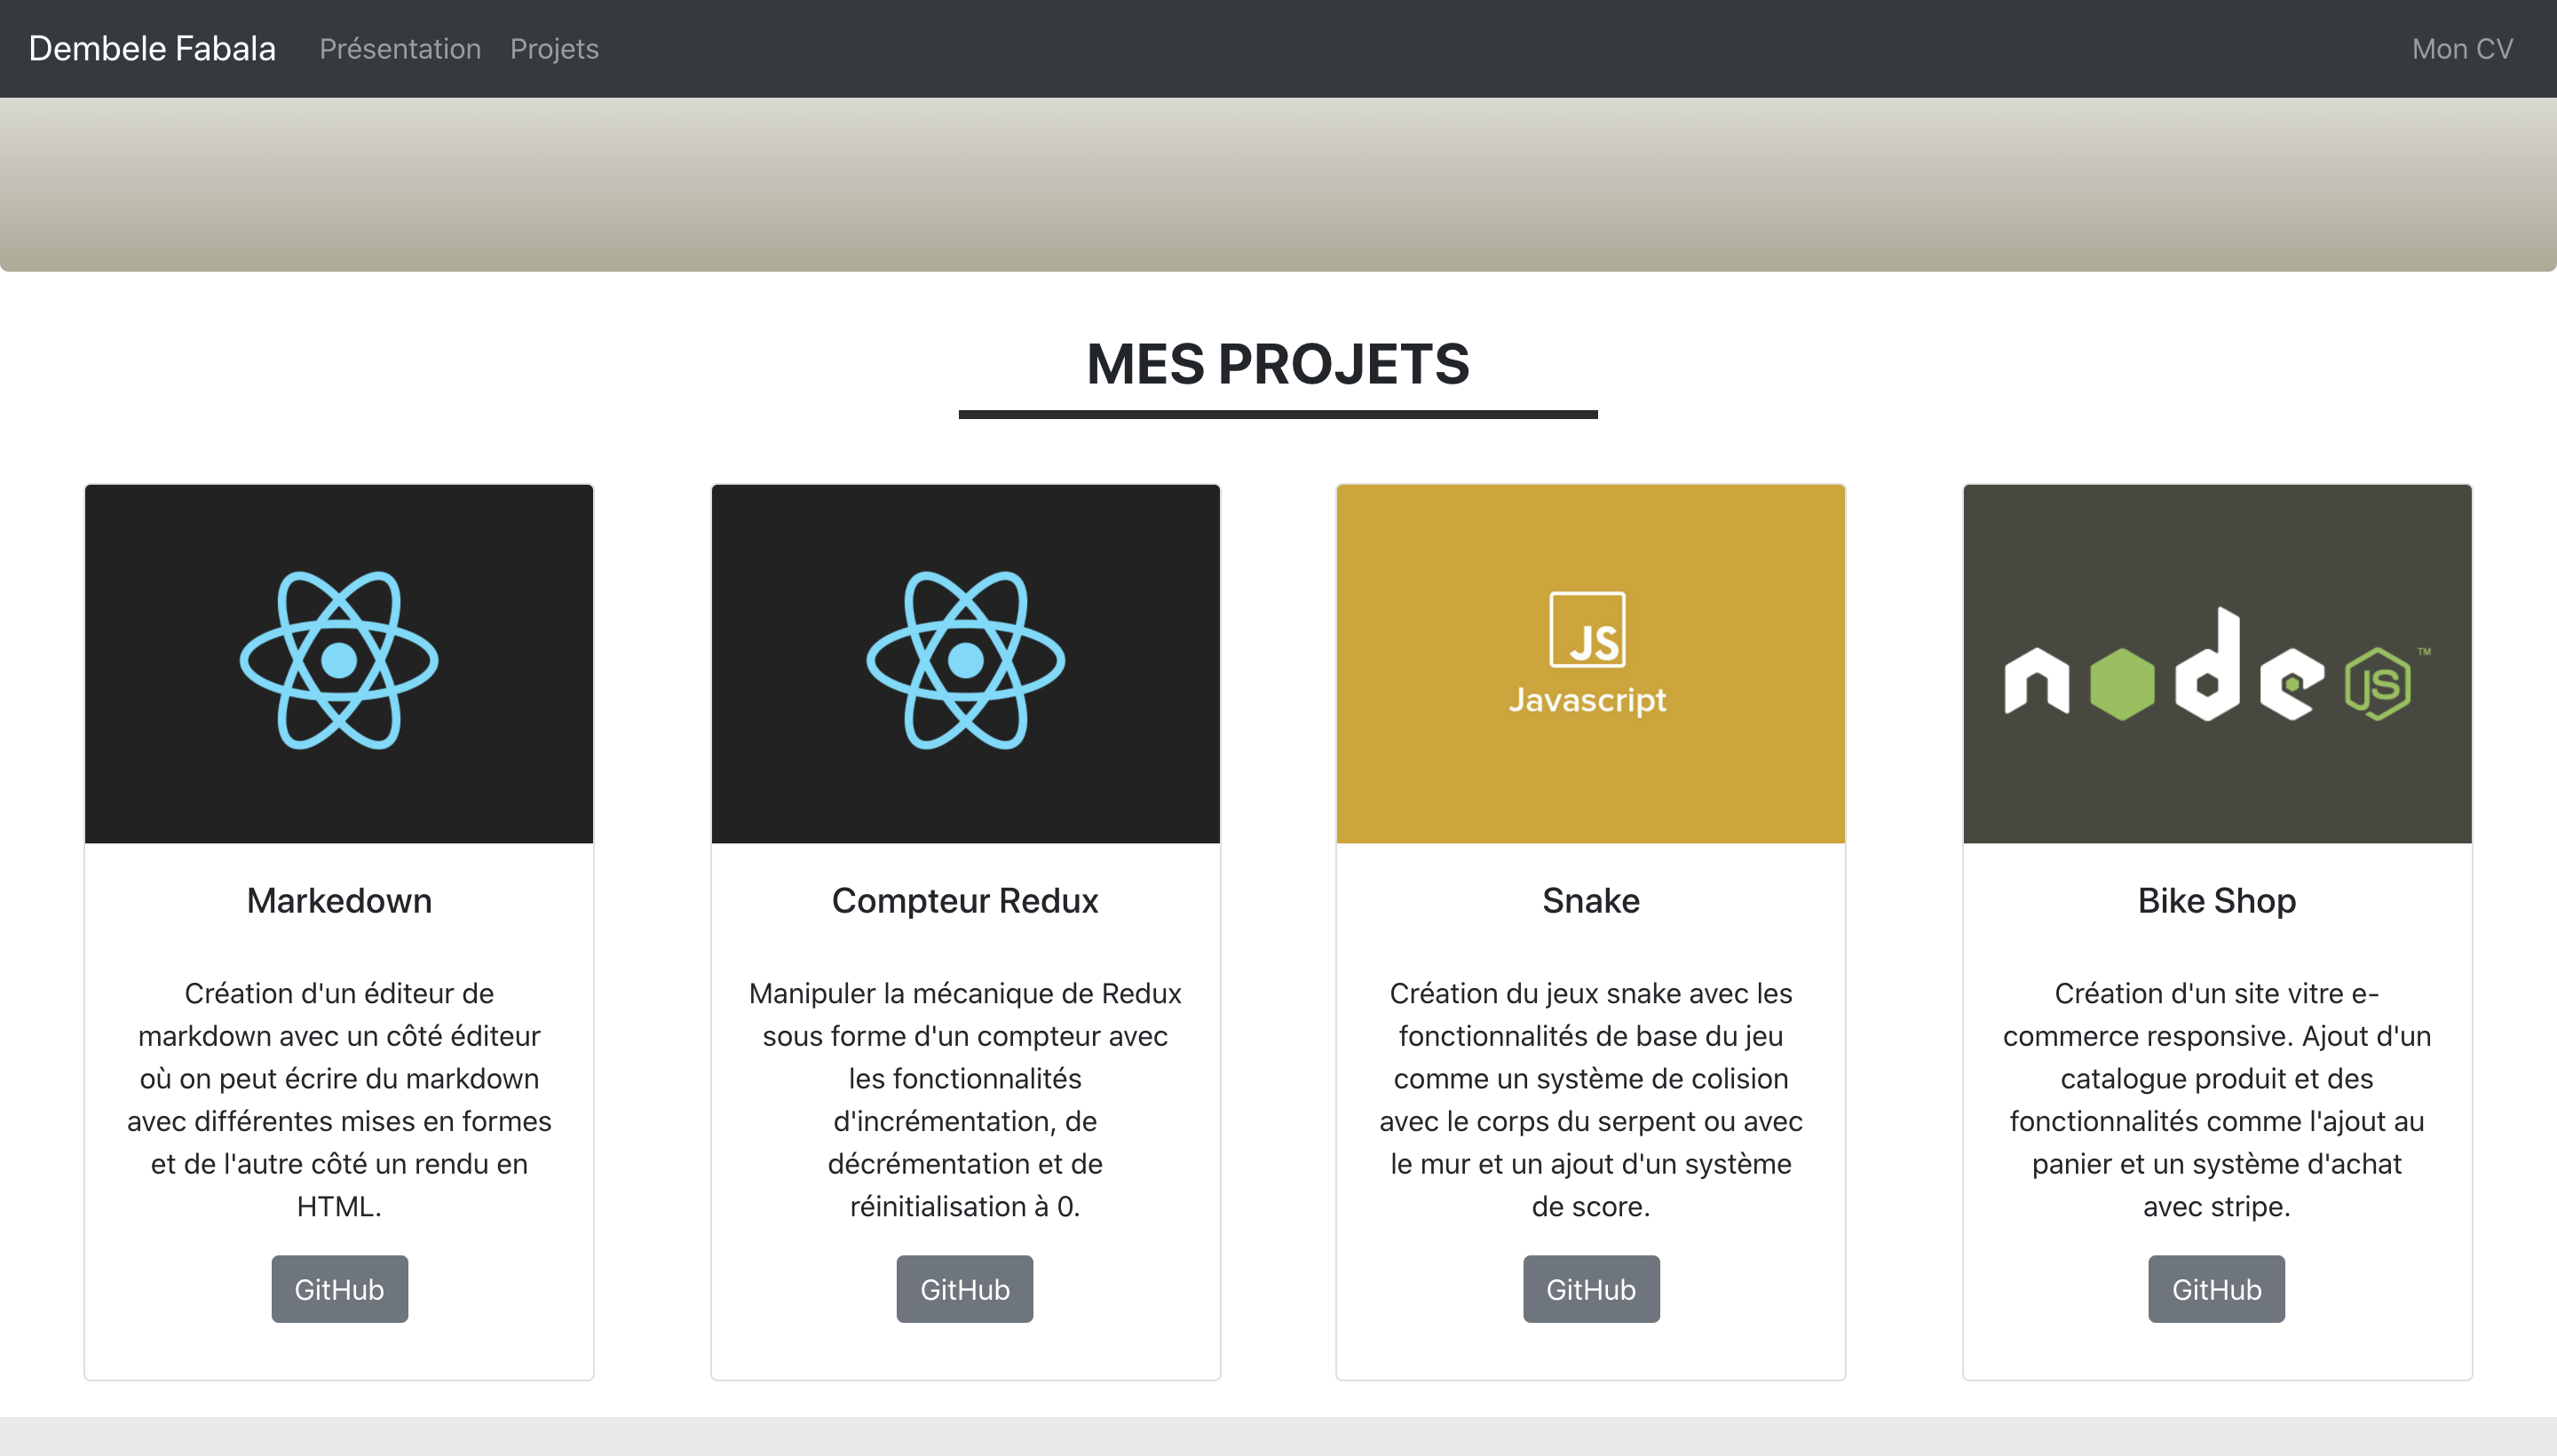 Dembele Fabala Présentation Projets Mon CV
MES PROJETS
JS
Javascript
node JS ™
Markedown
Création d'un éditeur de
markdown avec un côté éditeur
où on peut écrire du markdown
avec différentes mises en formes
et de l'autre côté un rendu en
HTML.
GitHub
Compteur Redux
Manipuler la mécanique de Redux
sous forme d'un compteur avec
les fonctionnalités
d'incrémentation, de
décrémentation et de
réinitialisation à 0.
GitHub
Snake
Création du jeux snake avec les
fonctionnalités de base du jeu
comme un système de colision
avec le corps du serpent ou avec
le mur et un ajout d'un système
de score.
GitHub
Bike Shop
Création d'un site vitre e-
commerce responsive. Ajout d'un
catalogue produit et des
fonctionnalités comme l'ajout au
panier et un système d'achat
avec stripe.
GitHub